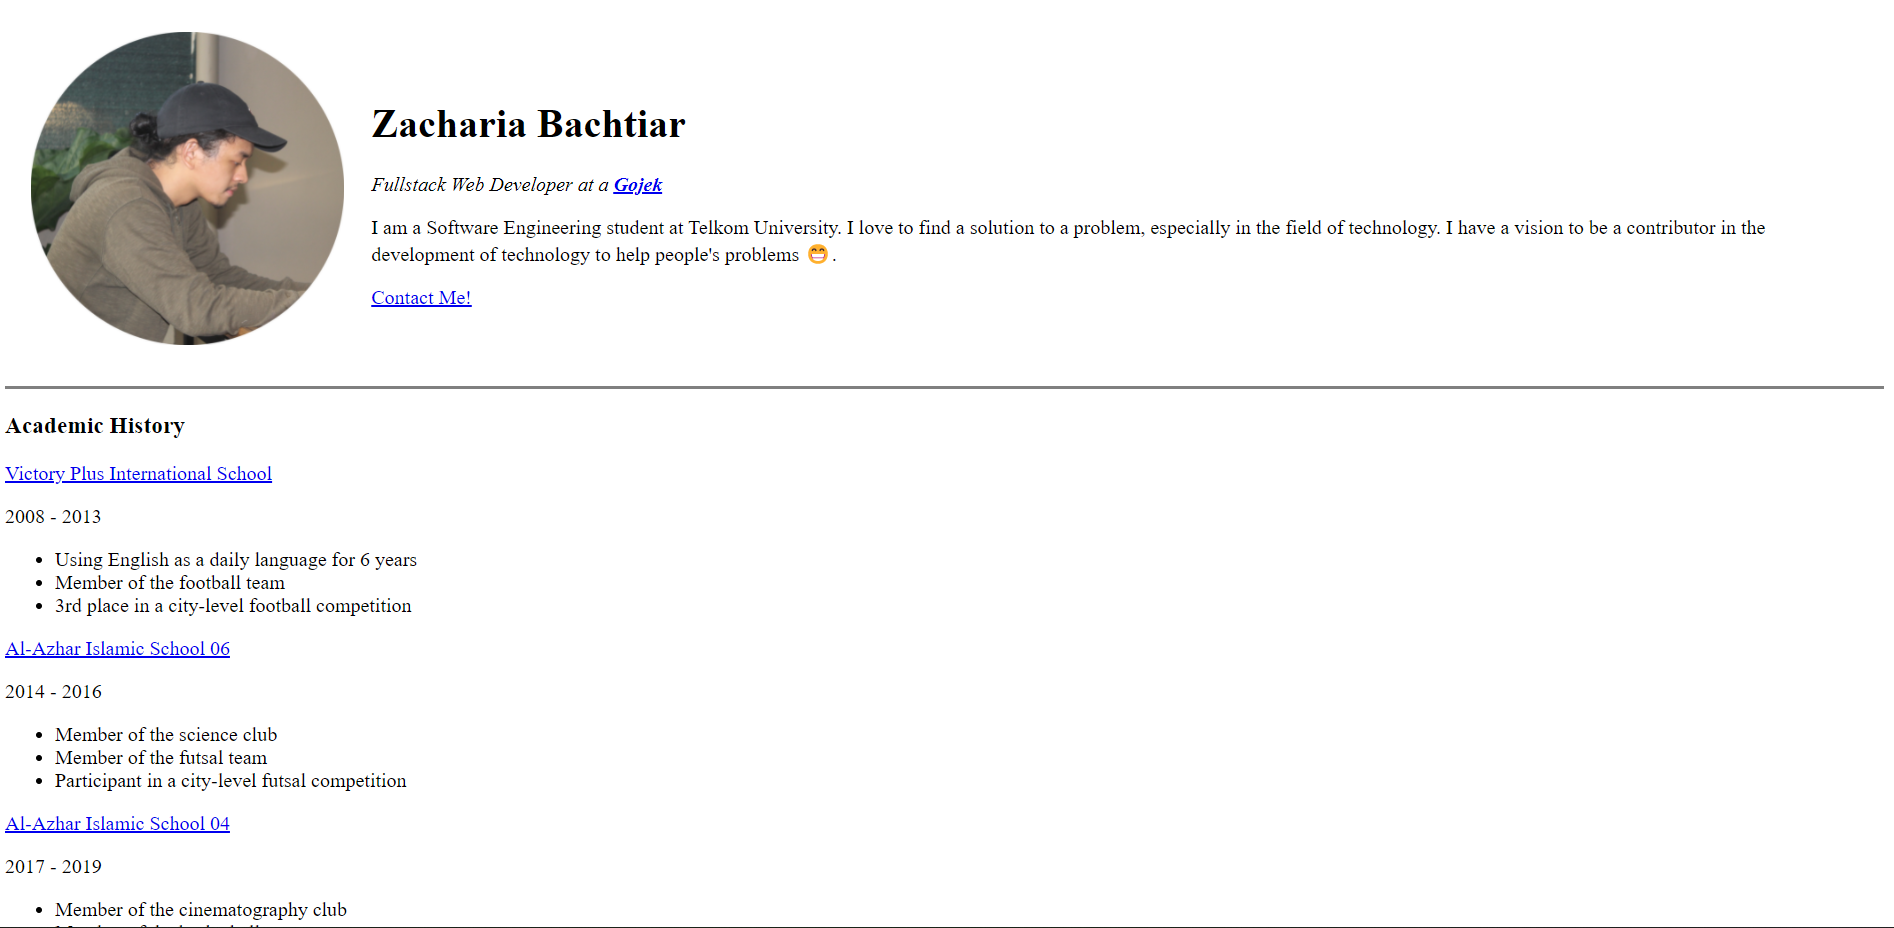 Zacharia Bachtiar
Fullstack Web Developer at a Gojek
I am a Software Engineering student at Telkom University. I love to find a solution to a problem, especially in the field of technology. I have a vision to be a contributor in the
development of technology to help people's problems 😁.
Contact Me!
Academic History
Victory Plus International School
2008 - 2013
• Using English as a daily language for 6 years
• Member of the football team
• 3rd place in a city-level football competition
Al-Azhar Islamic School 06
2014 - 2016
• Member of the science club
• Member of the futsal team
• Participant in a city-level futsal competition
Al-Azhar Islamic School 04
2017 - 2019
• Member of the cinematography club